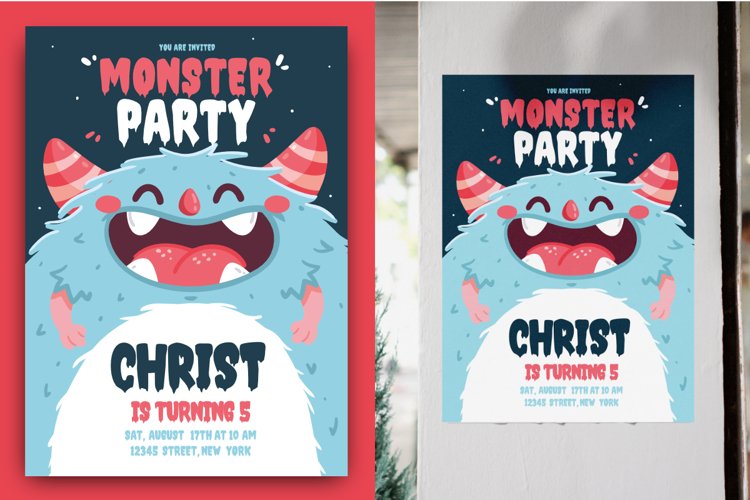 YOU ARE INVITED
MONSTER
PARTY
CHRIST
IS TURNING 5
SAT, AUGUST 17TH AT 10 AM
12345 STREET, NEW YORK
YOU ARE INVITED
MONSTER
PARTY
CHRIST
IS TURNING 5
SAT, AUGUST 17TH AT 10 AM
12345 STREET, NEW YORK